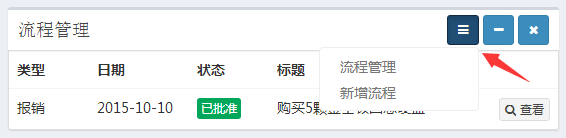 流程管理
流程管理
新增流程
类型 日期 状态 标题
报销 2015-10-10 已批准 购买5颗 查看